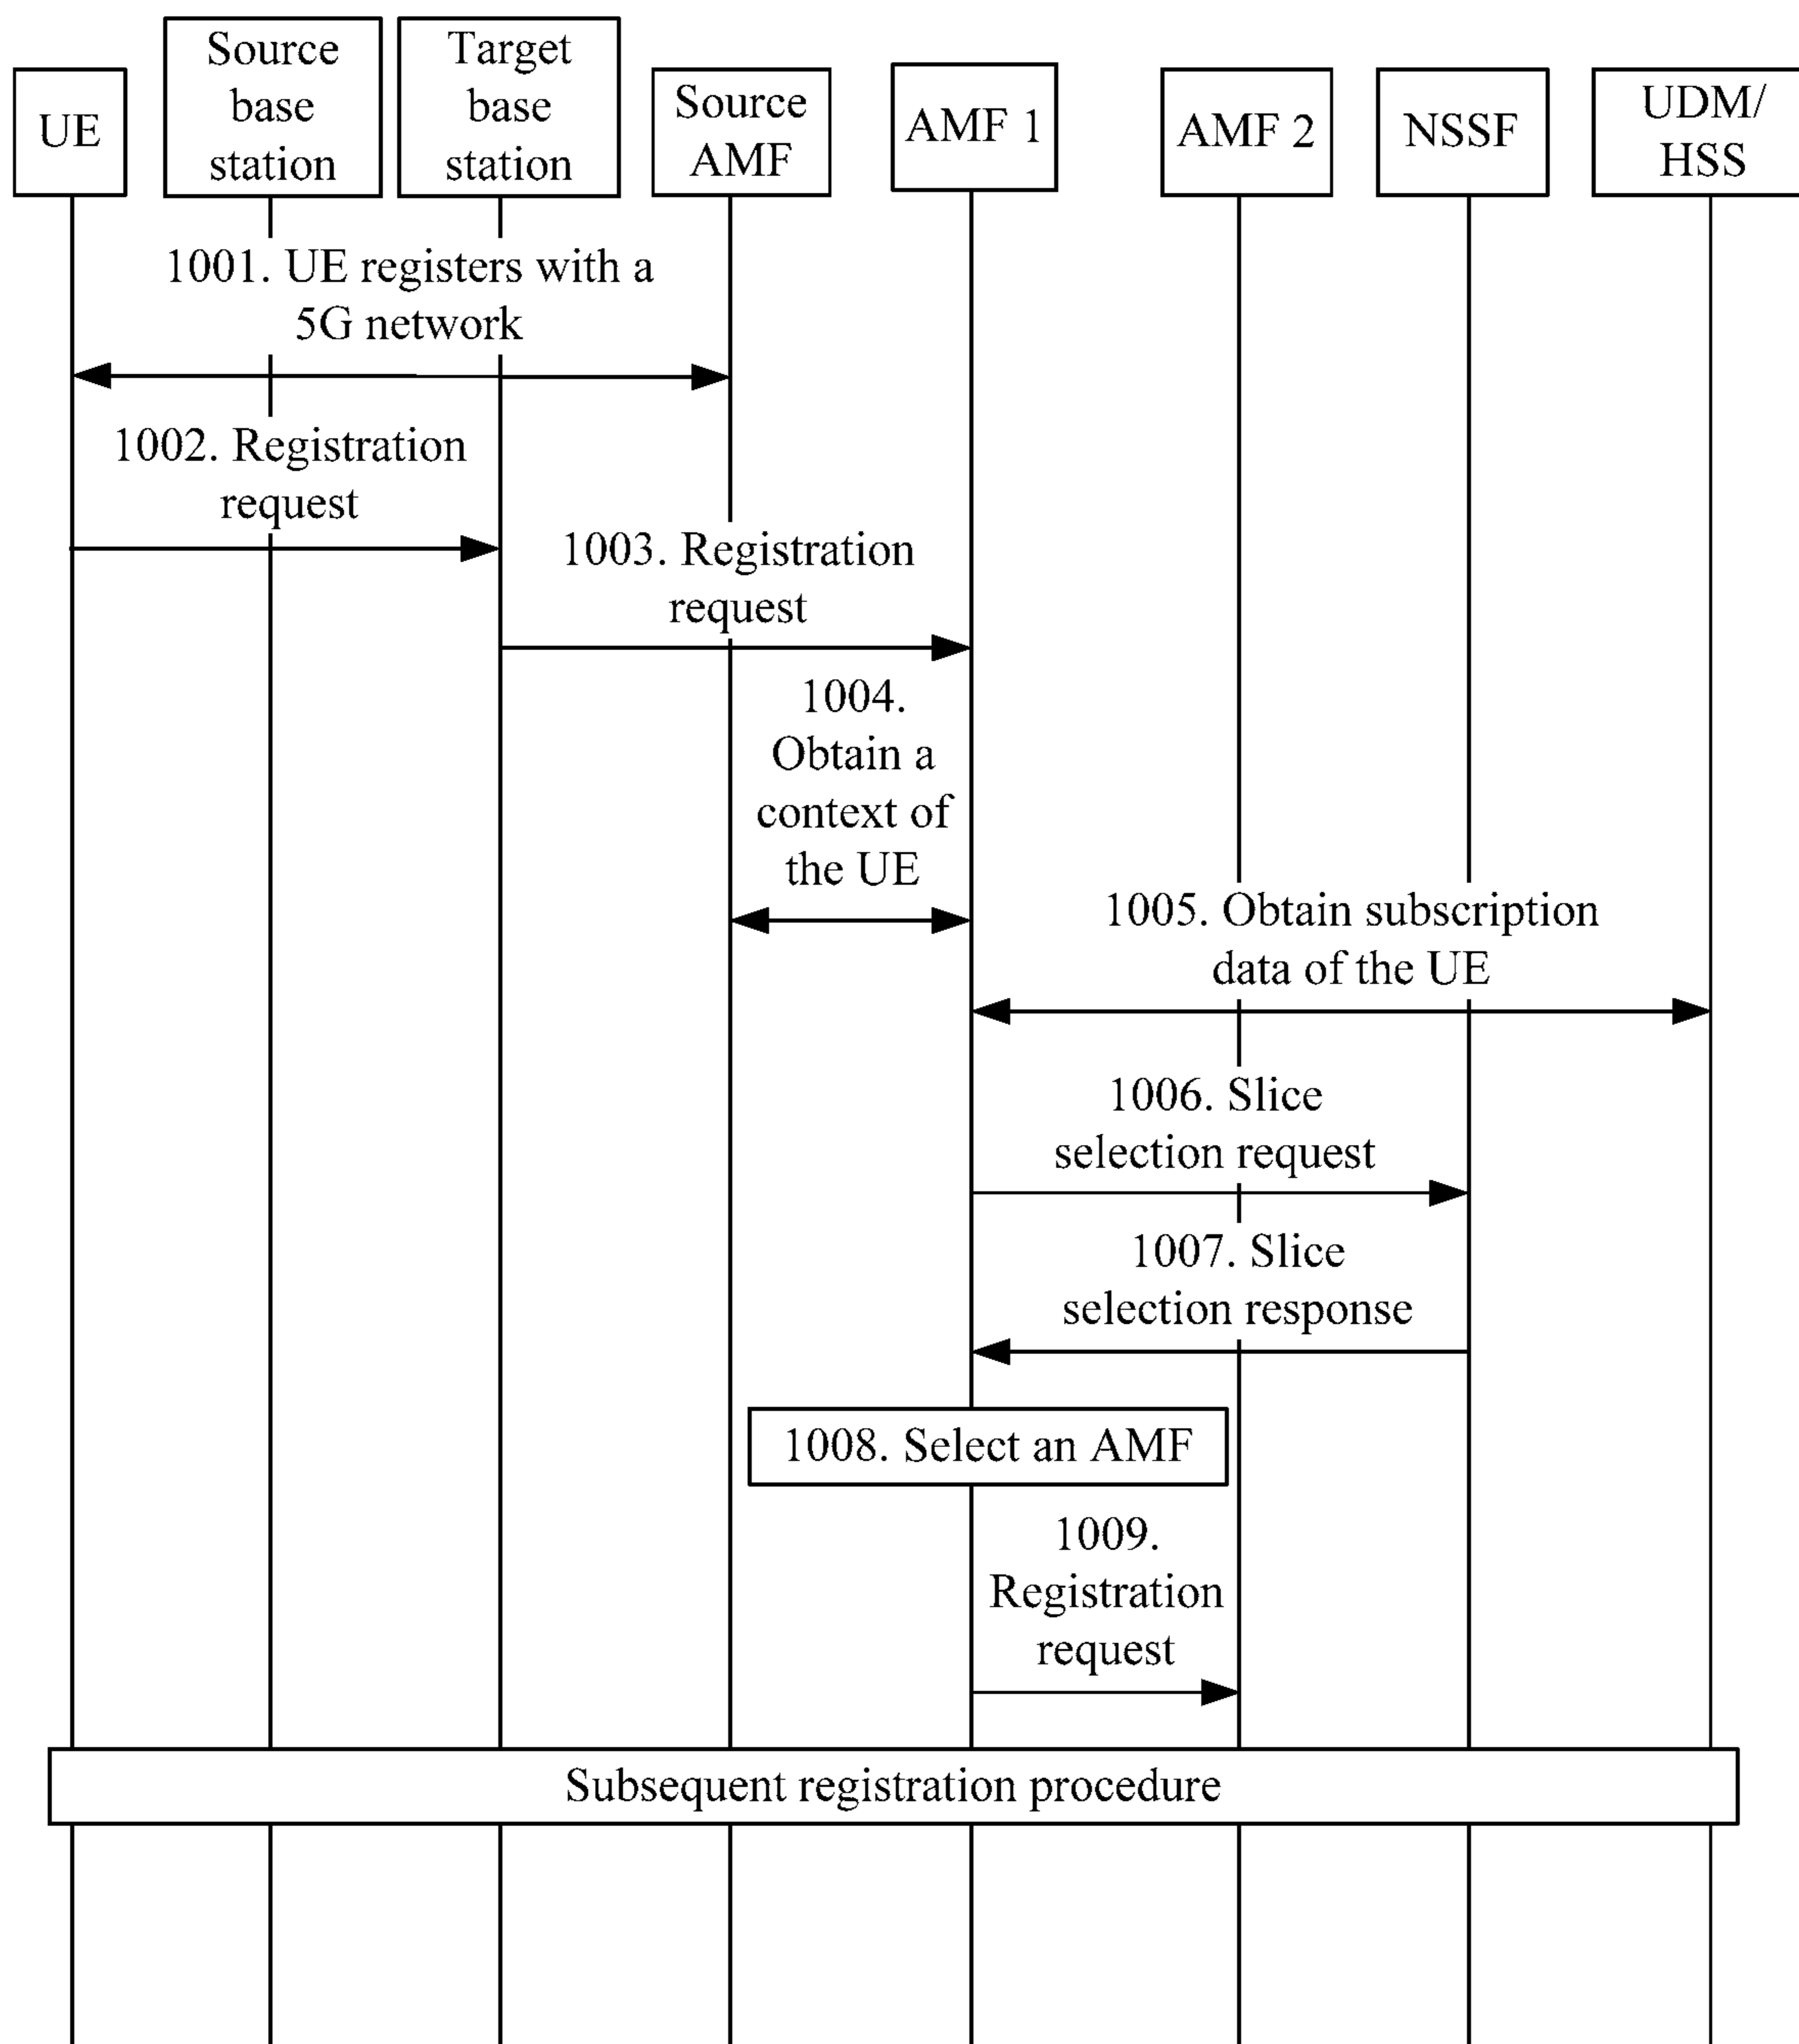 UE
Source
base
station
Target
base
station
Source
AMF
AMF 1
AMF 2
NSSF
UDM/
HSS
1001. UE registers with a
5G network
1002. Registration
request
1003. Registration
request
1004.
Obtain a
context of
the UE
1005. Obtain subscription
data of the UE
1006. Slice
selection request
1007. Slice
selection response
1008. Select an AMF
1009.
Registration
request
Subsequent registration procedure